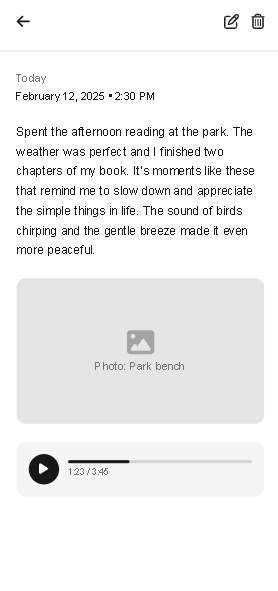 Today
February 12, 2025 • 2:30 PM
Spent the afternoon reading at the park. The
weather was perfect and I finished two
chapters of my book. It's moments like these
that remind me to slow down and appreciate
the simple things in life. The sound of birds
chirping and the gentle breeze made it even
more peaceful.
Photo: Park bench
1:23 / 3:45